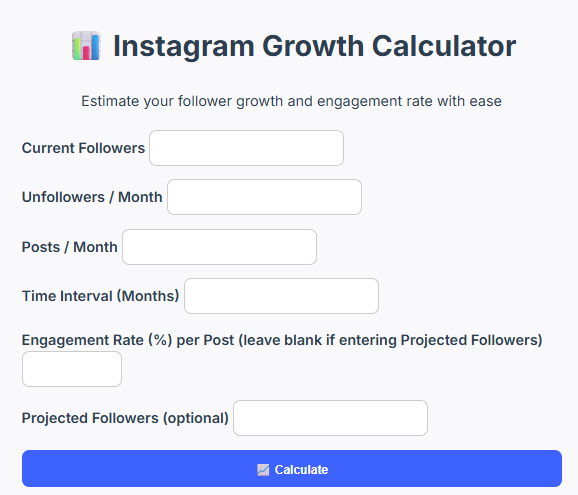 Instagram Growth Calculator
Estimate your follower growth and engagement rate with ease
Current Followers
Unfollowers / Month
Posts / Month
Time Interval (Months)
Engagement Rate (%) per Post (leave blank if entering Projected Followers)
Projected Followers (optional)
Calculate